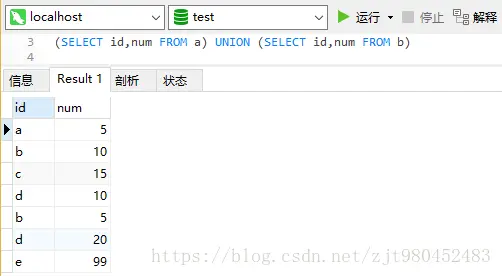 localhost test 运行 停止 解释
3 (SELECT id,num FROM a) UNION (SELECT id,num FROM b)
4
信息 Result 1 剖析 状态
id num
a 5
b 10
c 15
d 10
b 5
d 20
e 99
https://blog.csdn.net/zjt980452483